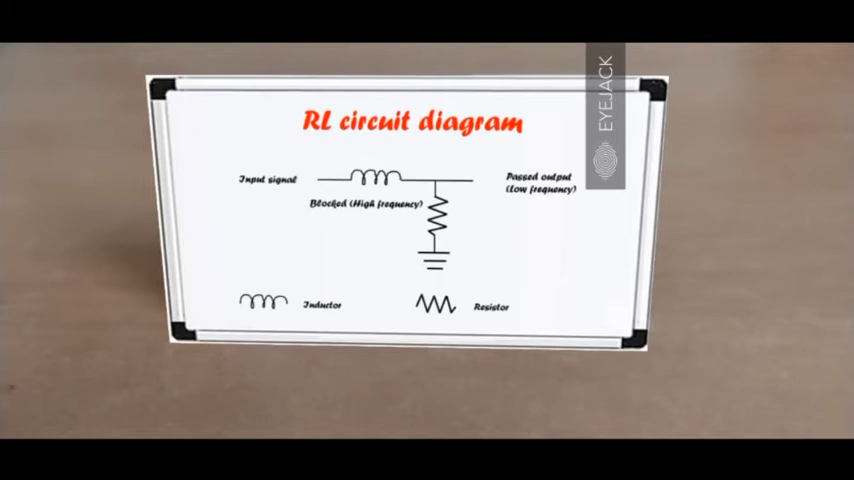 RL circuit diagram
EYEJACK
Input signal
Passed output
(Low frequency)
Blocked (High frequency)
Inductor
Resistor